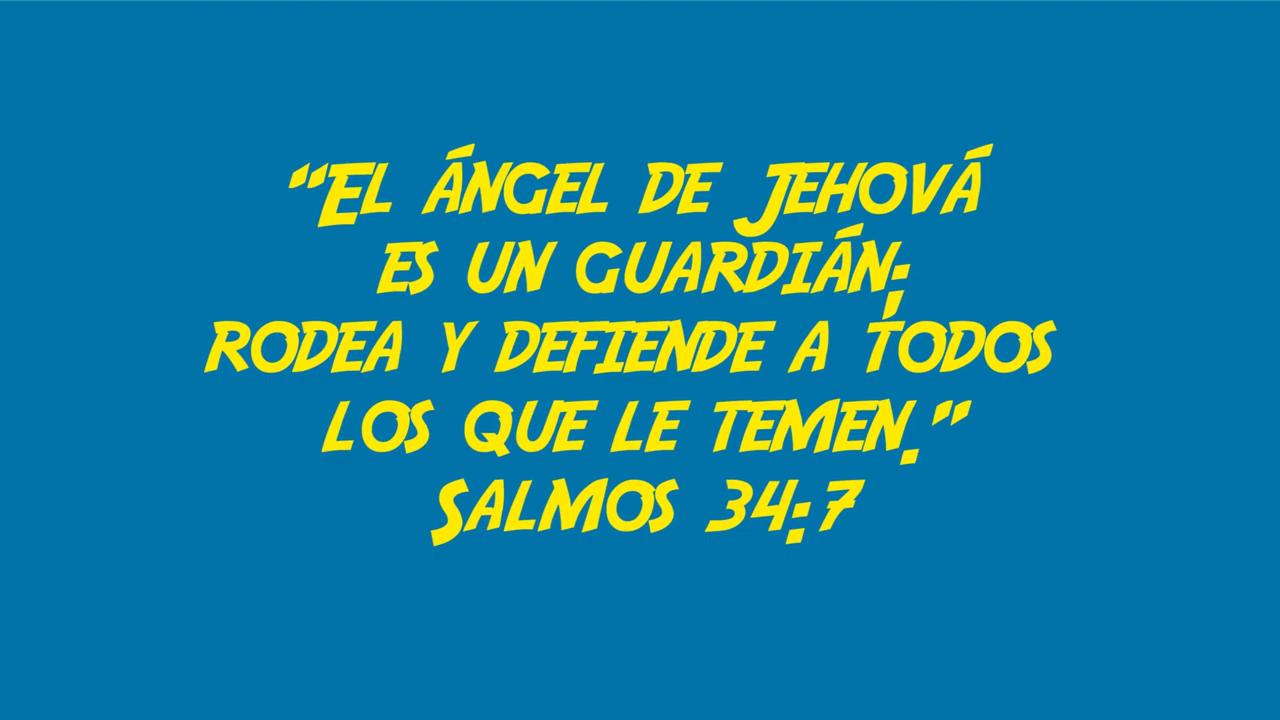 "El ángel de Jehová
es un guardián;
rodea y defiende a todos
los que le temen."
Salmos 34:7